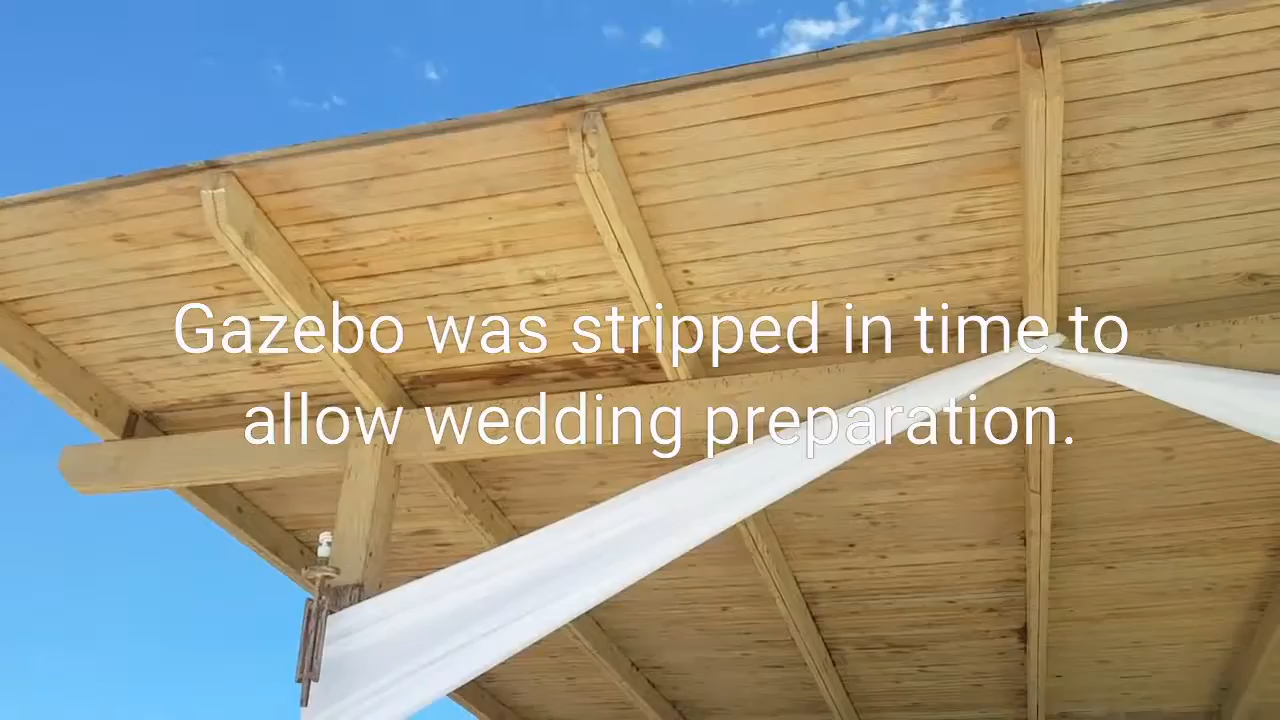 Gazebo was stripped in time to
allow wedding preparation.